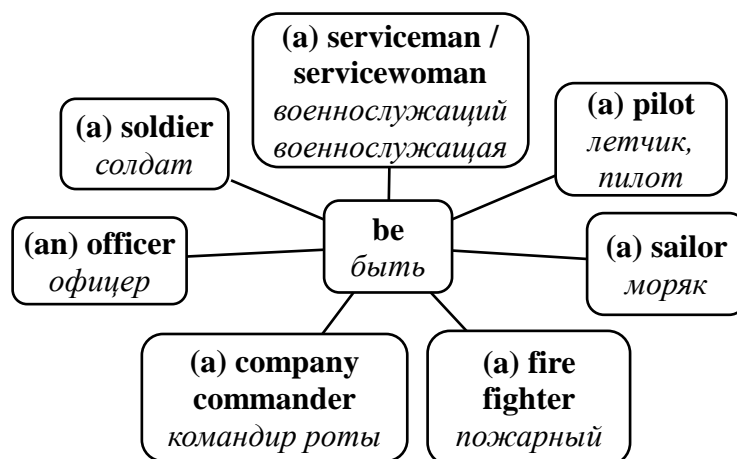 (a) serviceman /
servicewoman
военнослужащий
военнослужащая
(a) soldier
солдат
(a) pilot
летчик,
пилот
be
быть
(an) officer
офицер
(a) sailor
моряк
(a) company
commander
командир роты
(a) fire
fighter
пожарный